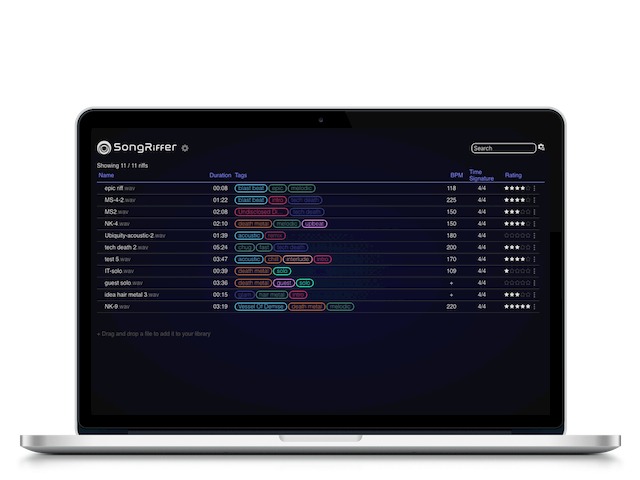 SongRiffer
Search
Showing 11 / 11 riffs
Name Duration Tags BPM Time Signature Rating
epic riff.wav 00:08 blast beat epic melodic 118 4/4
MS-4-2.wav 01:22 blast beat intro tech death 225 4/4
MS2.wav 02:08 Undisclosed Di... tech death 150 4/4
NK-4.wav 02:10 death metal melodic upbeat 150 4/4
Ubiquity-acoustic-2.wav 01:39 acoustic remix 180 4/4
tech death 2.wav 05:24 chug fast tech death 200 4/4
test 5.wav 03:47 acoustic chill interlude intro 170 4/4
IT-solo.wav 00:39 death metal solo 109 4/4
guest solo.wav 03:36 death metal guest solo + 4/4
idea hair metal 3.wav 00:15 hair metal intro + 4/4
NK-9.wav 03:19 Vessel Of Demise death metal melodic 220 4/4
+ Drag and drop a file to add it to your library